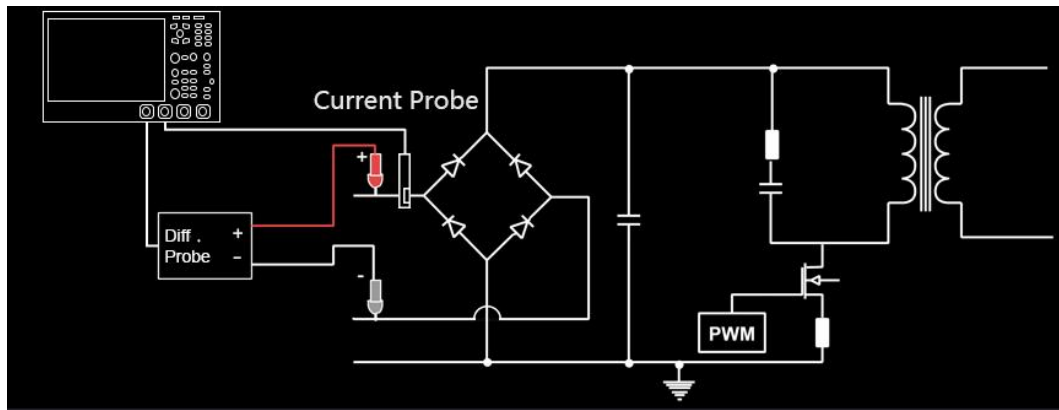 Current Probe
+
Diff . +
Probe -
-
PWM